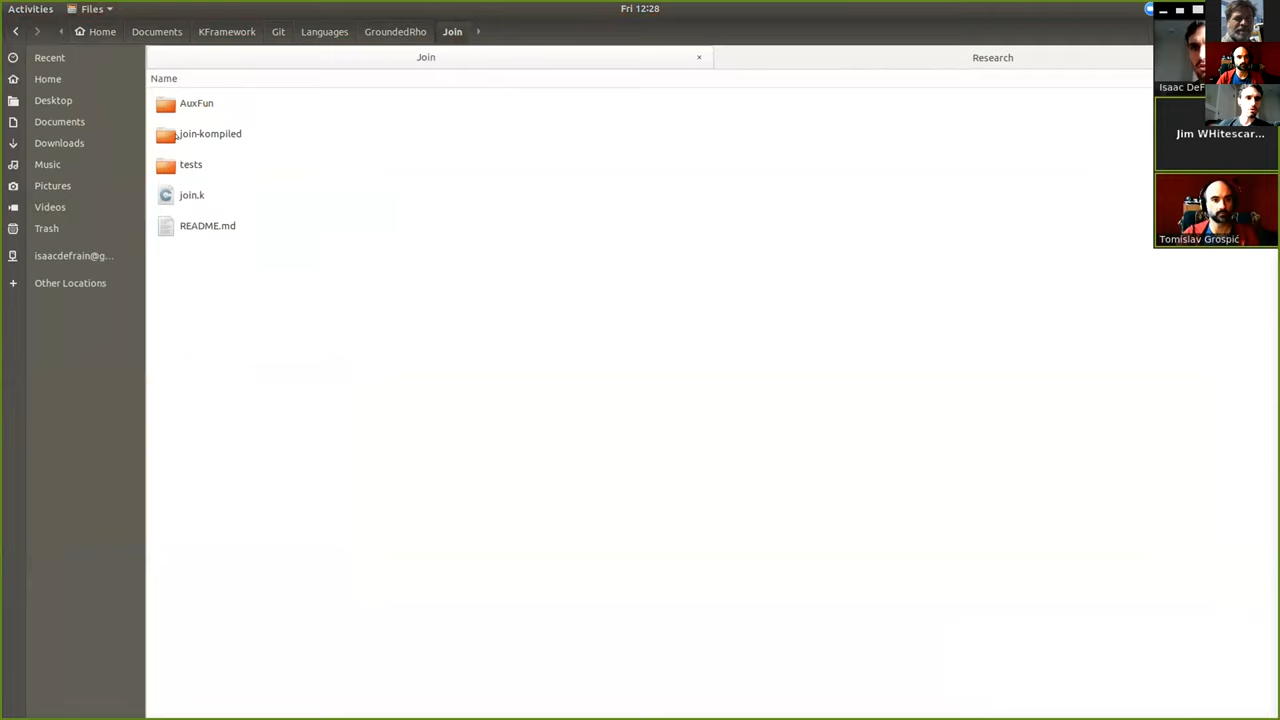 Activities Files Fri 12:28
Home Documents KFramework Git Languages GroundedRho Join
Recent
Home
Desktop
Documents
Downloads
Music
Pictures
Videos
Trash
isaacdefrain@g...
Other Locations
Join × Research
Name
AuxFun
join-kompiled
tests
join.k
README.md
Isaac DeF
Jim WHitescar...
Tomislav Grospić